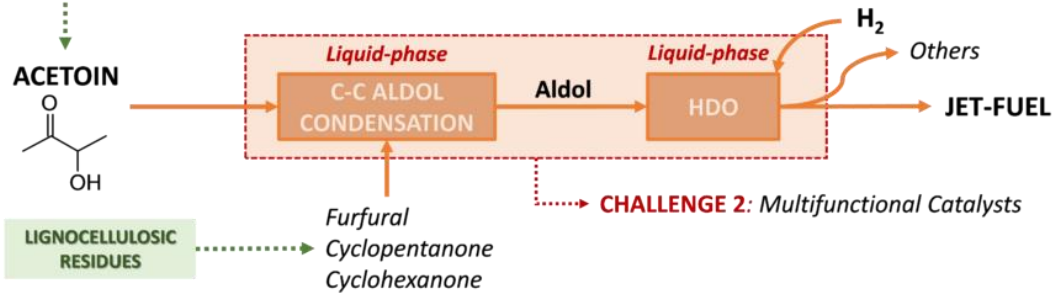 H2
Liquid-phase
Liquid-phase
Others
ACETOIN
C-C ALDOL
CONDENSATION
Aldol
HDO
JET-FUEL
O
OH
CHALLENGE 2: Multifunctional Catalysts
Furfural
LIGNOCELLULOSIC
RESIDUES
Cyclopentanone
Cyclohexanone